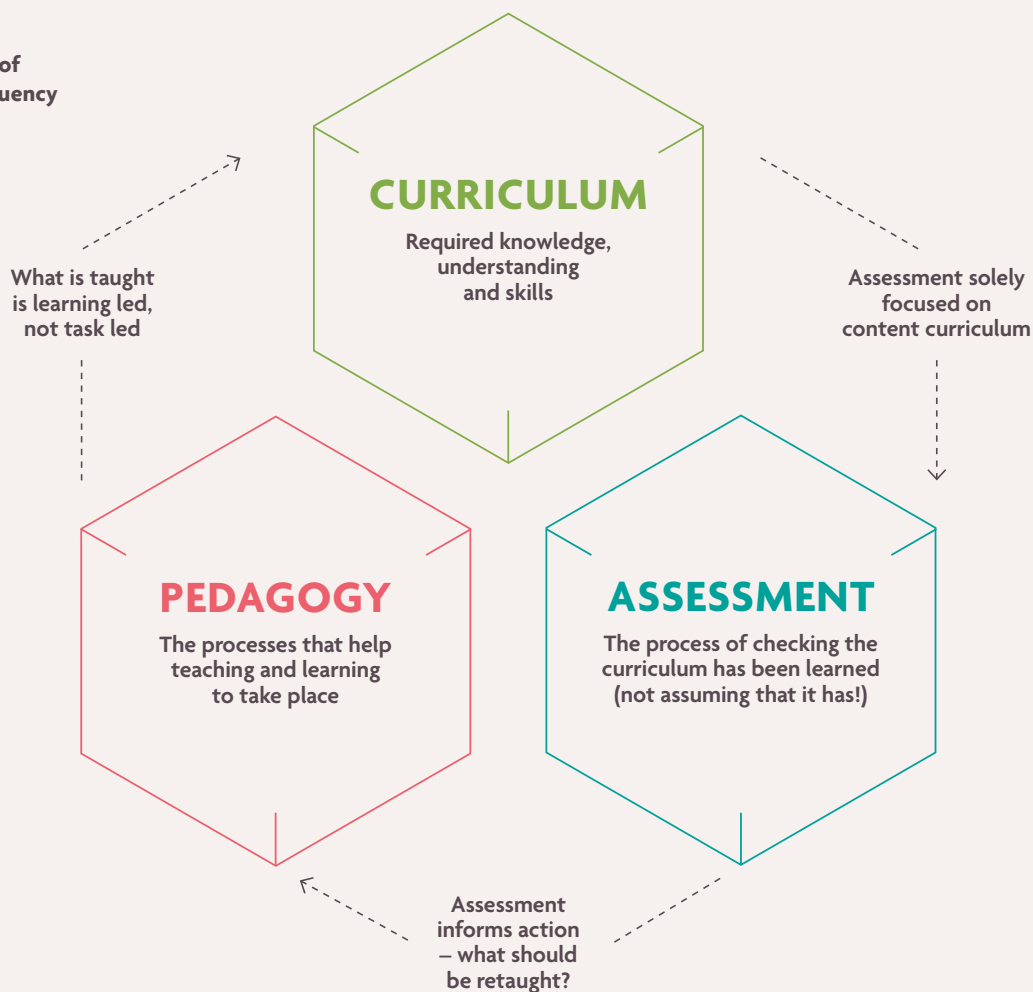 of
CURRICULUM
Required knowledge,
understanding
and skills
What is taught
is learning led,
not task led
Assessment solely
focused on
content curriculum
PEDAGOGY
The processes that help
teaching and learning
to take place
ASSESSMENT
The process of checking the
curriculum has been learned
(not assuming that it has!)
Assessment
informs action
– what should
be retaught?